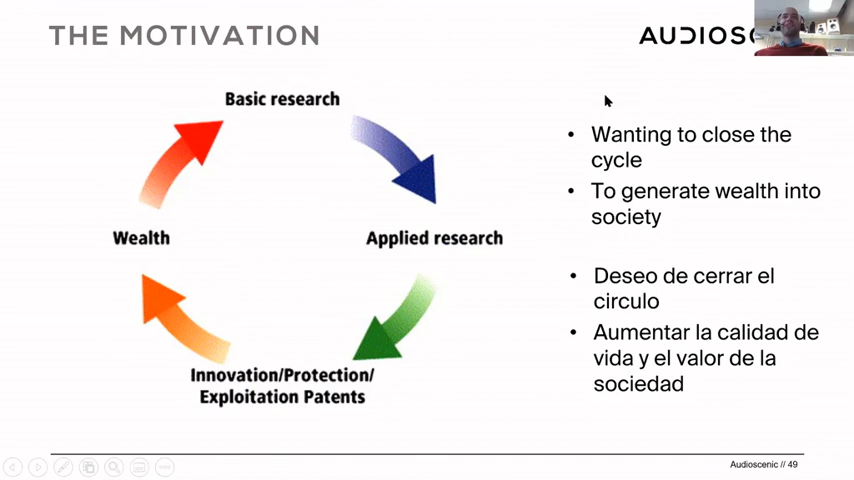 THE MOTIVATION
Basic research
Wealth
Applied research
Innovation/Protection/
Exploitation Patents
• Wanting to close the
cycle
• To generate wealth into
society
• Deseo de cerrar el
circulo
• Aumentar la calidad de
vida y el valor de la
sociedad
Audioscenic // 49